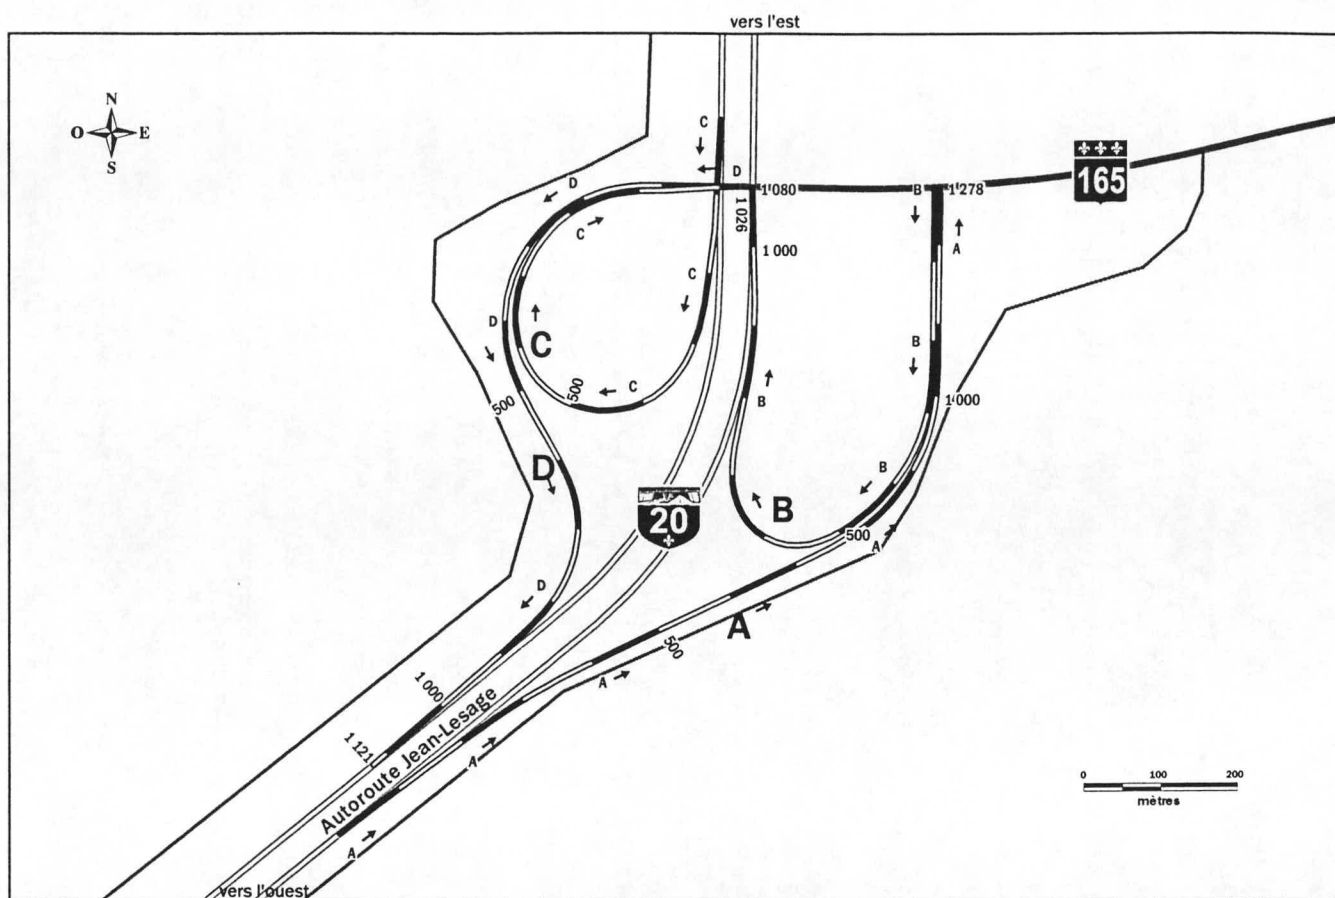 vers l'est
N
O E
S
C
165
D
D
1 080
B
1 278
C
1 026
A
1 000
C
D
C
B
500
C
500
B
1 000
D
B
20
B
500
A
D
A
500
A
1 000
Autoroute Jean-Lesage
1 121
A
A
0 100 200
mètres
vers l'ouest